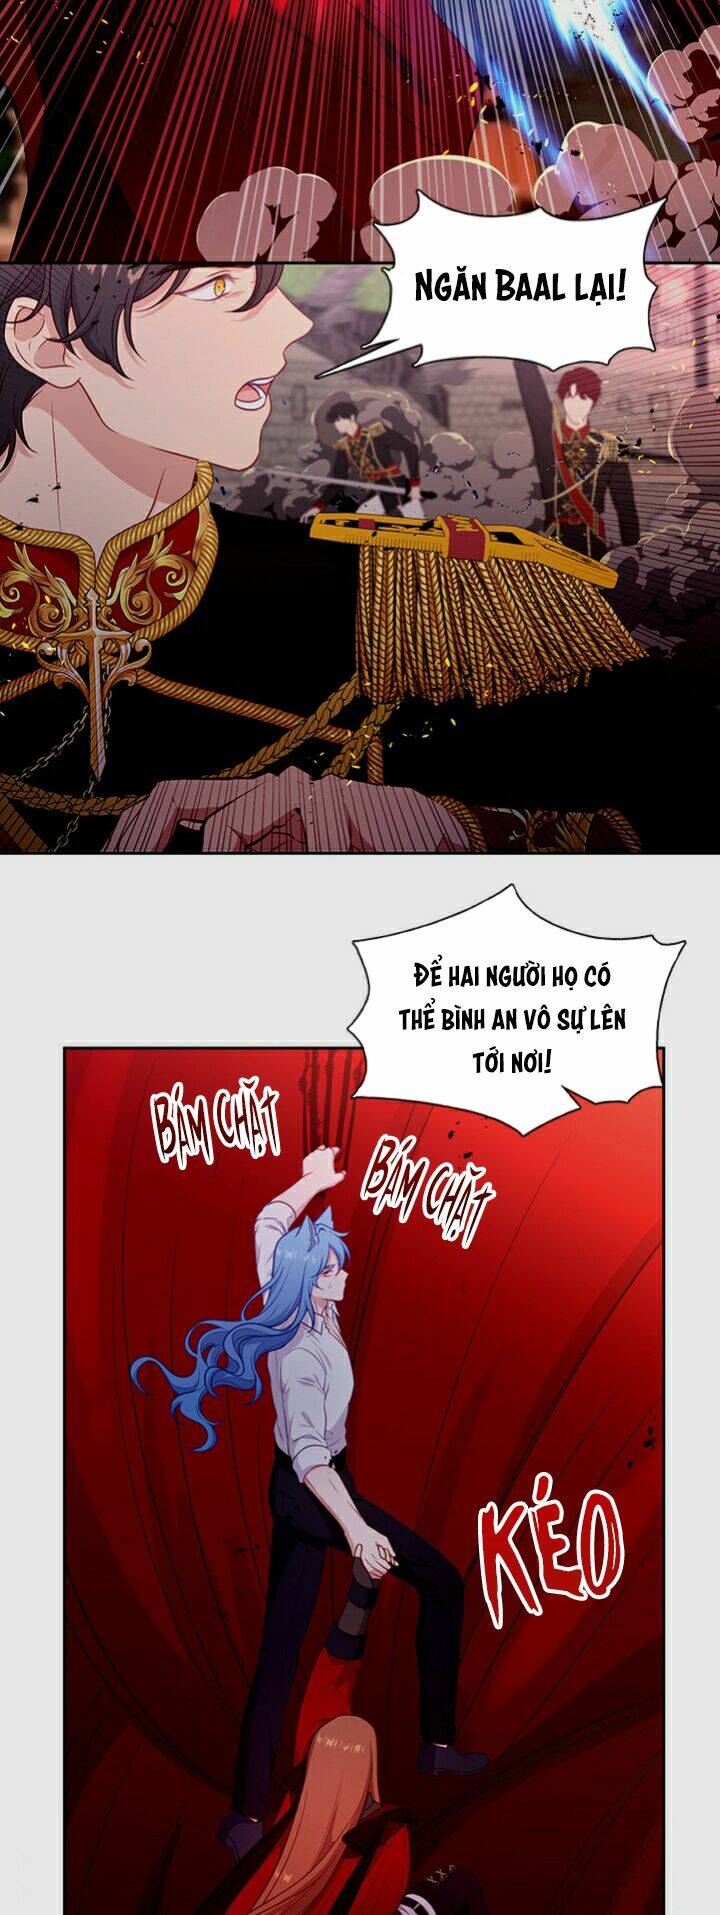 NGĂN BAAL LẠI!
ĐỂ HAI NGƯỜI HỌ CÓ
THỂ BÌNH AN VÔ SỰ LÊN
TỚI NƠI!
BÁM CHẶT
BÁM CHẶT
KÉO